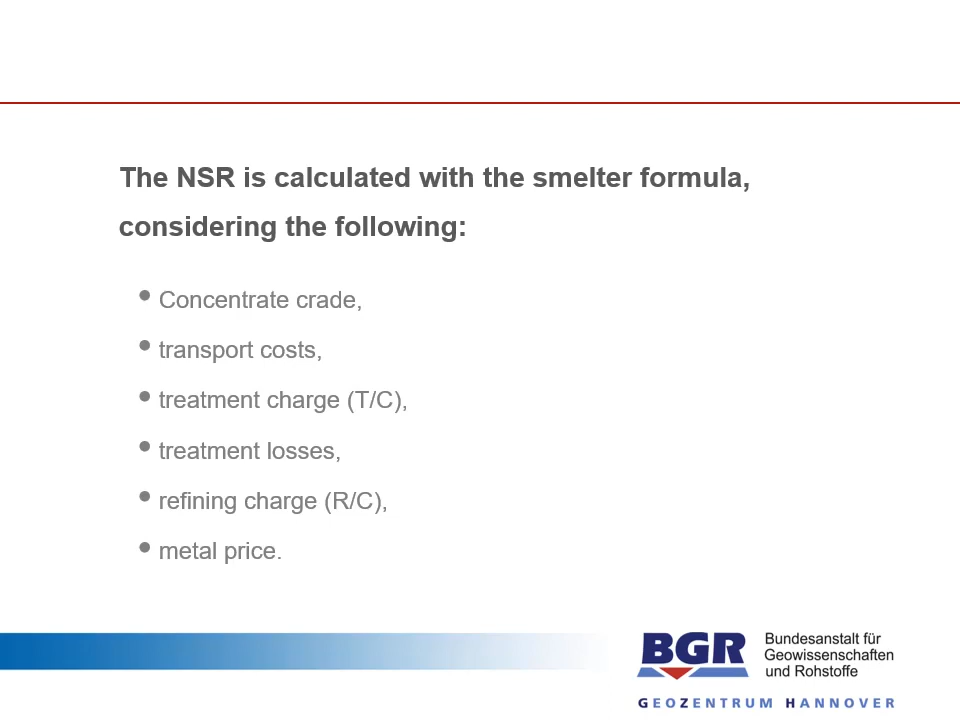 The NSR is calculated with the smelter formula,
considering the following:
• Concentrate crade,
• transport costs,
• treatment charge (T/C),
• treatment losses,
• refining charge (R/C),
• metal price.
BGR
Bundesanstalt für
Geowissenschaften
und Rohstoffe
GEOZENTRUM HANNOVER